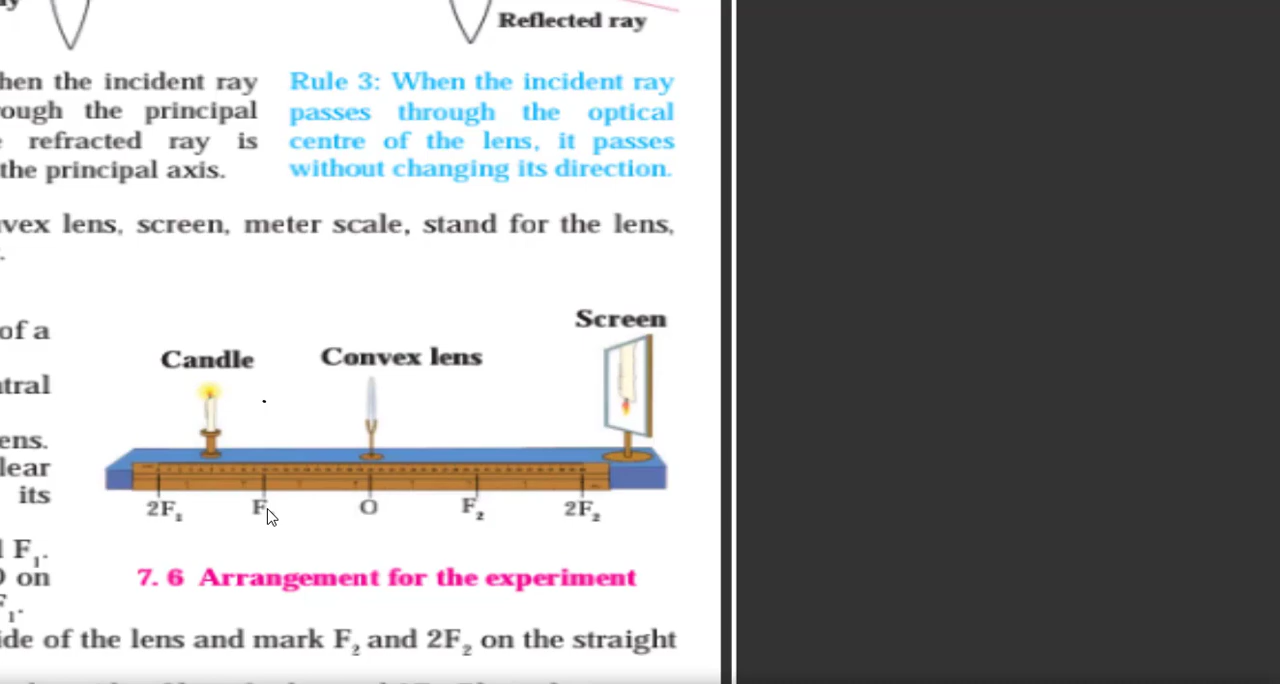 Reflected ray
hen the incident ray
ough the principal
refracted ray is
the principal axis.
Rule 3: When the incident ray
passes through the optical
centre of the lens, it passes
without changing its direction.
vex lens, screen, meter scale, stand for the lens,
of a
tral
ens.
lear
its
F₁.
on
Screen
Candle
Convex lens
2F₁ F O F₂ 2F₂
7. 6 Arrangement for the experiment
ide of the lens and mark F₂ and 2F₂ on the straight